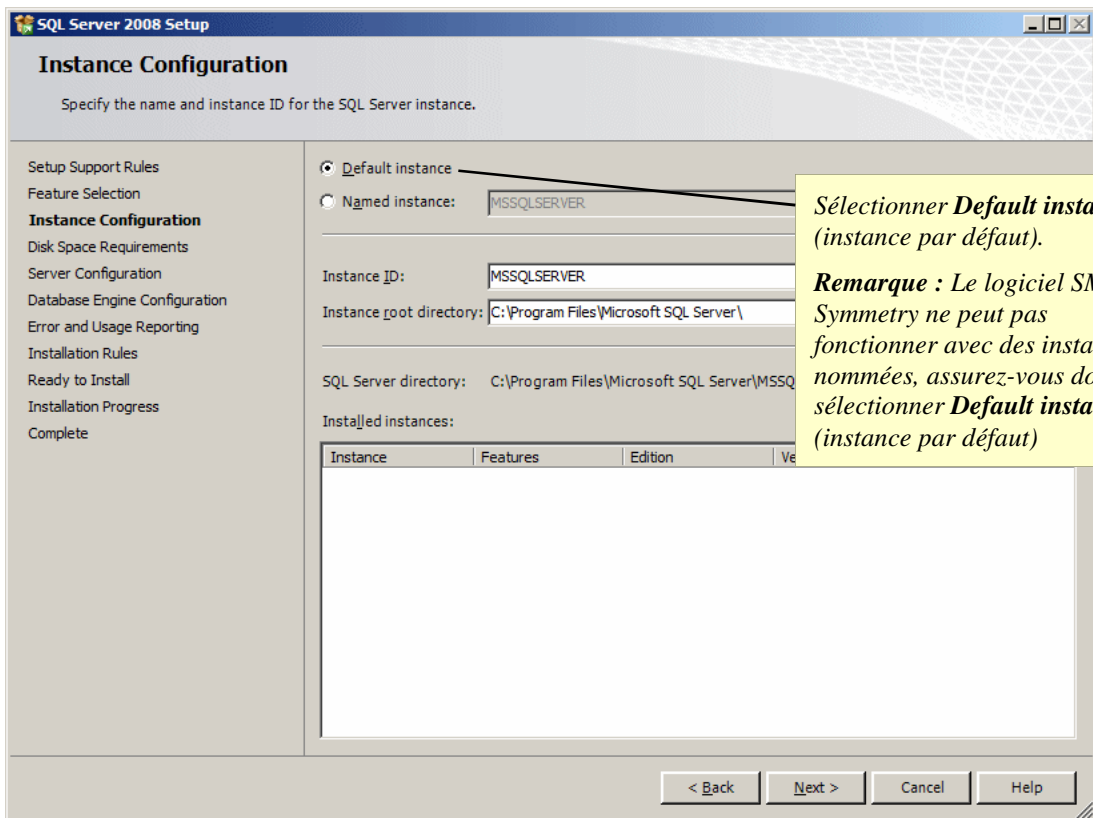 SQL Server 2008 Setup
Instance Configuration
Specify the name and instance ID for the SQL Server instance.
Setup Support Rules
Feature Selection
Instance Configuration
Disk Space Requirements
Server Configuration
Database Engine Configuration
Error and Usage Reporting
Installation Rules
Ready to Install
Installation Progress
Complete
Default instance
Named instance: MSSQLSERVER
Instance ID: MSSQLSERVER
Instance root directory: C:\Program Files\Microsoft SQL Server\
SQL Server directory: C:\Program Files\Microsoft SQL Server\MSSQ
Installed instances:
Instance Features Edition Ve
Sélectionner Default insta
(instance par défaut).
Remarque : Le logiciel SM
Symmetry ne peut pas
fonctionner avec des insta
nommées, assurez-vous do
sélectionner Default insta
(instance par défaut)
< Back Next > Cancel Help